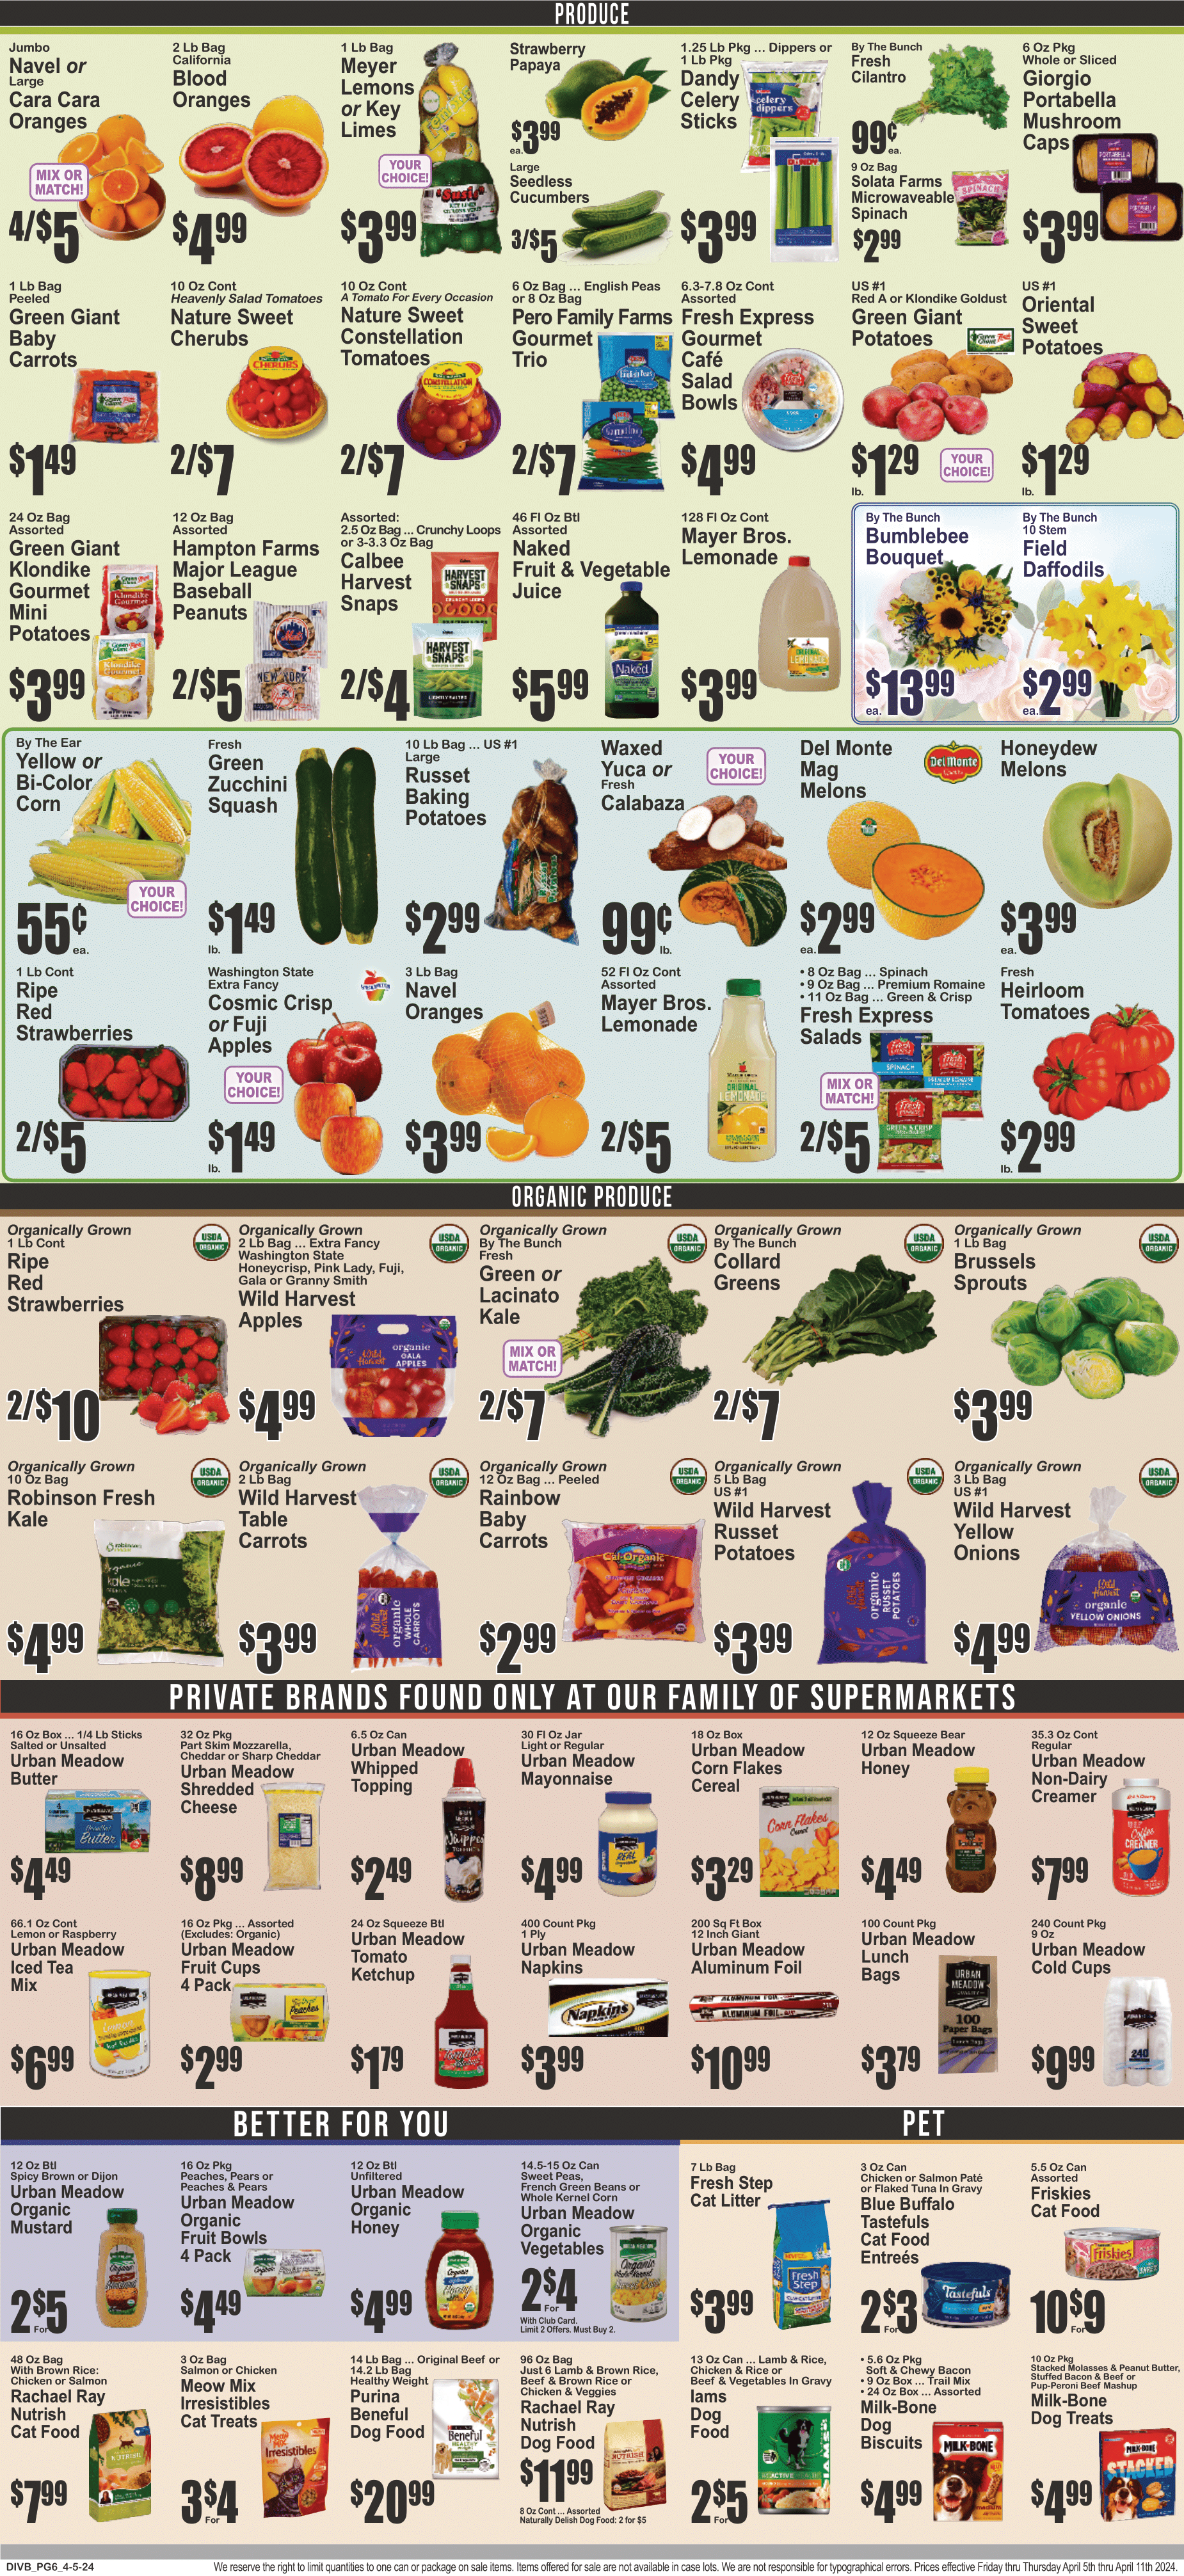 PRODUCE
Jumbo
Navel or
Large
Cara Cara
Oranges
MIX OR
MATCH!
4/$5
2 Lb Bag
California
Blood
Oranges
$4.99
1 Lb Bag
Meyer
Lemons
or Key
Limes
YOUR
CHOICE!
$3.99
Strawberry
Papaya
$3.99
ea.
Large
Seedless
Cucumbers
3/$5
1.25 Lb Pkg ... Dippers or
1 Lb Pkg
Dandy
Celery
Sticks
$3.99
By The Bunch
Fresh
Cilantro
99¢
ea.
9 Oz Bag
Solata Farms
Microwaveable
Spinach
$2.99
6 Oz Pkg
Whole or Sliced
Giorgio
Portabella
Mushroom
Caps
$3.99
1 Lb Bag
Peeled
Green Giant
Baby
Carrots
$1.49
10 Oz Cont
Heavenly Salad Tomatoes
Nature Sweet
Cherubs
2/$7
10 Oz Cont
A Tomato For Every Occasion
Nature Sweet
Constellation
Tomatoes
2/$7
6 Oz Bag ... English Peas
or 8 Oz Bag
Pero Family Farms
Gourmet
Trio
2/$7
6.3-7.8 Oz Cont
Assorted
Fresh Express
Gourmet
Café
Salad
Bowls
$4.99
US #1
Red A or Klondike Goldust
Green Giant
Potatoes
$1.29
lb.
YOUR
CHOICE!
US #1
Oriental
Sweet
Potatoes
$1.29
lb.
24 Oz Bag
Assorted
Green Giant
Klondike
Gourmet
Mini
Potatoes
$3.99
12 Oz Bag
Assorted
Hampton Farms
Major League
Baseball
Peanuts
2/$5
Assorted:
2.5 Oz Bag ... Crunchy Loops
or 3-3.3 Oz Bag
Calbee
Harvest
Snaps
2/$4
46 Fl Oz Btl
Assorted
Naked
Fruit & Vegetable
Juice
$5.99
128 Fl Oz Cont
Mayer Bros.
Lemonade
$3.99
By The Bunch
Bumblebee
Bouquet
$13.99
ea.
By The Bunch
10 Stem
Field
Daffodils
$2.99
ea.
By The Ear
Yellow or
Bi-Color
Corn
YOUR
CHOICE!
55¢
ea.
Fresh
Green
Zucchini
Squash
$1.49
lb.
10 Lb Bag ... US #1
Large
Russet
Baking
Potatoes
$2.99
Waxed
Yuca or
Fresh
Calabaza
YOUR
CHOICE!
99¢
lb.
Del Monte
Mag
Melons
Del Monte
$2.99
ea.
Honeydew
Melons
$3.99
ea.
1 Lb Cont
Ripe
Red
Strawberries
2/$5
Washington State
Extra Fancy
Cosmic Crisp
or Fuji
Apples
YOUR
CHOICE!
$1.49
lb.
3 Lb Bag
Navel
Oranges
$3.99
52 Fl Oz Cont
Assorted
Mayer Bros.
Lemonade
2/$5
• 8 Oz Bag ... Spinach
• 9 Oz Bag ... Premium Romaine
• 11 Oz Bag ... Green & Crisp
Fresh Express
Salads
MIX OR
MATCH!
2/$5
Fresh
Heirloom
Tomatoes
$2.99
lb.
ORGANIC PRODUCE
Organically Grown
1 Lb Cont
Ripe
Red
Strawberries
USDA
ORGANIC
2/$10
Organically Grown
2 Lb Bag ... Extra Fancy
Washington State
Honeycrisp, Pink Lady, Fuji,
Gala or Granny Smith
Wild Harvest
Apples
USDA
ORGANIC
$4.99
Organically Grown
By The Bunch
Fresh
Green or
Lacinato
Kale
USDA
ORGANIC
MIX OR
MATCH!
2/$7
Organically Grown
By The Bunch
Collard
Greens
USDA
ORGANIC
2/$7
Organically Grown
1 Lb Bag
Brussels
Sprouts
USDA
ORGANIC
$3.99
Organically Grown
10 Oz Bag
Robinson Fresh
Kale
USDA
ORGANIC
$4.99
Organically Grown
2 Lb Bag
Wild Harvest
Table
Carrots
USDA
ORGANIC
$3.99
Organically Grown
12 Oz Bag ... Peeled
Rainbow
Baby
Carrots
USDA
ORGANIC
$2.99
Organically Grown
5 Lb Bag
US #1
Wild Harvest
Russet
Potatoes
USDA
ORGANIC
$3.99
Organically Grown
3 Lb Bag
US #1
Wild Harvest
Yellow
Onions
USDA
ORGANIC
$4.99
PRIVATE BRANDS FOUND ONLY AT OUR FAMILY OF SUPERMARKETS
16 Oz Box ... 1/4 Lb Sticks
Salted or Unsalted
Urban Meadow
Butter
$4.49
32 Oz Pkg
Part Skim Mozzarella,
Cheddar or Sharp Cheddar
Urban Meadow
Shredded
Cheese
$8.99
6.5 Oz Can
Urban Meadow
Whipped
Topping
$2.49
30 Fl Oz Jar
Light or Regular
Urban Meadow
Mayonnaise
$4.99
18 Oz Box
Urban Meadow
Corn Flakes
Cereal
$3.29
12 Oz Squeeze Bear
Urban Meadow
Honey
$4.49
35.3 Oz Cont
Regular
Urban Meadow
Non-Dairy
Creamer
$7.99
66.1 Oz Cont
Lemon or Raspberry
Urban Meadow
Iced Tea
Mix
$6.99
16 Oz Pkg ... Assorted
(Excludes: Organic)
Urban Meadow
Fruit Cups
4 Pack
$2.99
24 Oz Squeeze Btl
Urban Meadow
Tomato
Ketchup
$1.79
400 Count Pkg
1 Ply
Urban Meadow
Napkins
$3.99
200 Sq Ft Box
12 Inch Giant
Urban Meadow
Aluminum Foil
$10.99
100 Count Pkg
Urban Meadow
Lunch
Bags
$3.79
240 Count Pkg
9 Oz
Urban Meadow
Cold Cups
$9.99
BETTER FOR YOU
12 Oz Btl
Spicy Brown or Dijon
Urban Meadow
Organic
Mustard
2 For $5
16 Oz Pkg
Peaches, Pears or
Peaches & Pears
Urban Meadow
Organic
Fruit Bowls
4 Pack
$4.49
12 Oz Btl
Unfiltered
Urban Meadow
Organic
Honey
$4.99
14.5-15 Oz Can
Sweet Peas,
French Green Beans or
Whole Kernel Corn
Urban Meadow
Organic
Vegetables
2 For $4
With Club Card.
Limit 2 Offers. Must Buy 2.
PET
7 Lb Bag
Fresh Step
Cat Litter
$3.99
3 Oz Can
Chicken or Salmon Paté
or Flaked Tuna In Gravy
Blue Buffalo
Tastefuls
Cat Food
Entreés
2 For $3
5.5 Oz Can
Assorted
Friskies
Cat Food
10 For $9
48 Oz Bag
With Brown Rice:
Chicken or Salmon
Rachael Ray
Nutrish
Cat Food
$7.99
3 Oz Bag
Salmon or Chicken
Meow Mix
Irresistibles
Cat Treats
3 For $4
14 Lb Bag ... Original Beef or
14.2 Lb Bag
Healthy Weight
Purina
Beneful
Dog Food
$20.99
96 Oz Bag
Just 6 Lamb & Brown Rice,
Beef & Brown Rice or
Chicken & Veggies
Rachael Ray
Nutrish
Dog Food
$11.99
8 Oz Cont ... Assorted
Naturally Delish Dog Food: 2 for $5
13 Oz Can ... Lamb & Rice,
Chicken & Rice or
Beef & Vegetables In Gravy
Iams
Dog
Food
2 For $5
• 5.6 Oz Pkg
Soft & Chewy Bacon
• 9 Oz Box ... Trail Mix
• 24 Oz Box ... Assorted
Milk-Bone
Dog
Biscuits
$4.99
10 Oz Pkg
Stacked Molasses & Peanut Butter,
Stuffed Bacon & Beef or
Pup-Peroni Beef Mashup
Milk-Bone
Dog Treats
$4.99
DIVB_PG6_4-5-24
We reserve the right to limit quantities to one can or package on sale items. Items offered for sale are not available in case lots. We are not responsible for typographical errors. Prices effective Friday thru Thursday April 5th thru April 11th 2024.